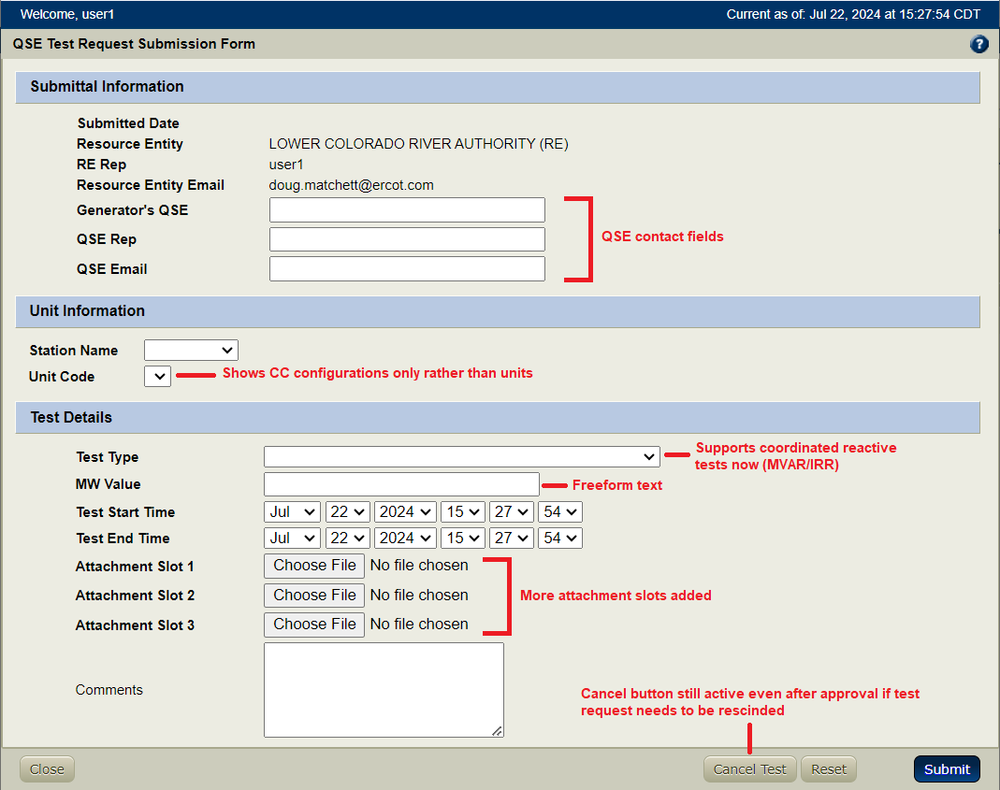 Welcome, user1
Current as of: Jul 22, 2024 at 15:27:54 CDT
QSE Test Request Submission Form
?
Submittal Information
Submitted Date
Resource Entity LOWER COLORADO RIVER AUTHORITY (RE)
RE Rep user1
Resource Entity Email doug.matchett@ercot.com
Generator's QSE
QSE Rep
QSE Email
QSE contact fields
Unit Information
Station Name
Unit Code
Shows CC configurations only rather than units
Test Details
Test Type
Supports coordinated reactive
tests now (MVAR/IRR)
MW Value
Freeform text
Test Start Time Jul 22 2024 15 27 54
Test End Time Jul 22 2024 15 27 54
Attachment Slot 1 Choose File No file chosen
Attachment Slot 2 Choose File No file chosen
Attachment Slot 3 Choose File No file chosen
More attachment slots added
Comments
Cancel button still active even after approval if test
request needs to be rescinded
Close
Cancel Test
Reset
Submit